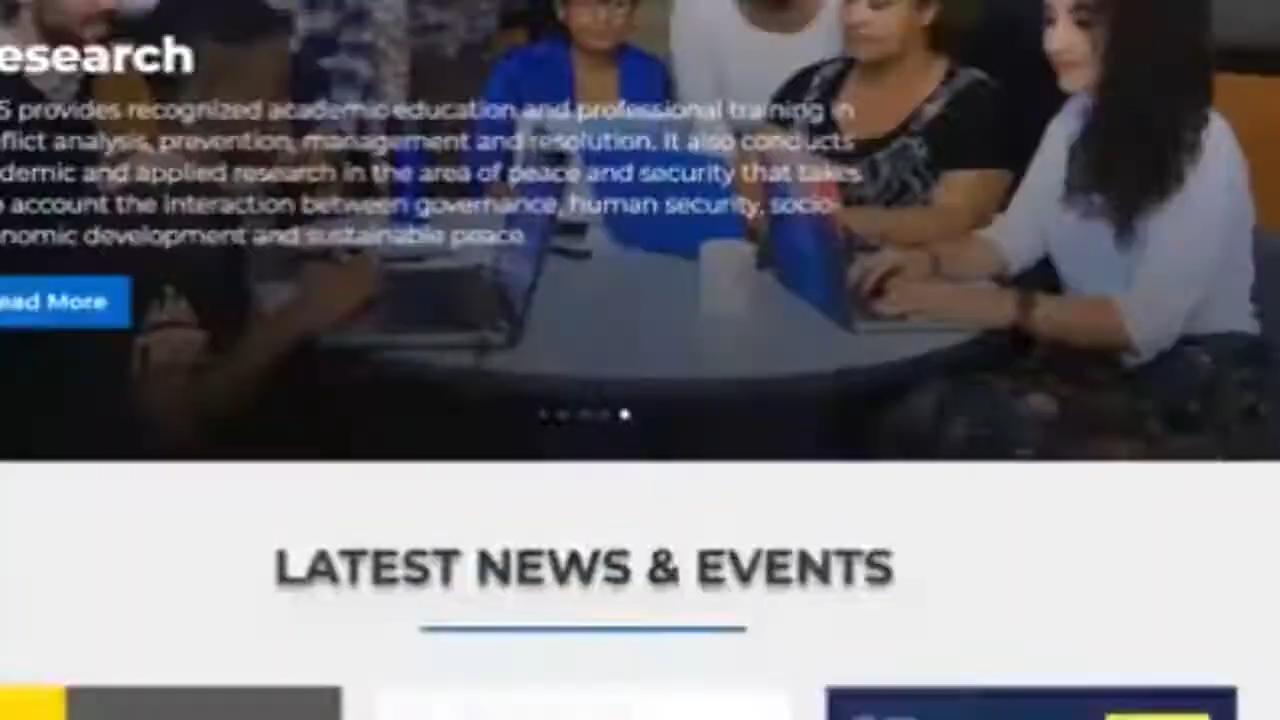 esearch
S provides recognized academic education and professional training in
flict analysis, prevention, management and resolution. It also conducts
demic and applied research in the area of peace and security that takes
account the interaction between governance, human security, socio-
nomic development and sustainable peace.
ead More
LATEST NEWS & EVENTS